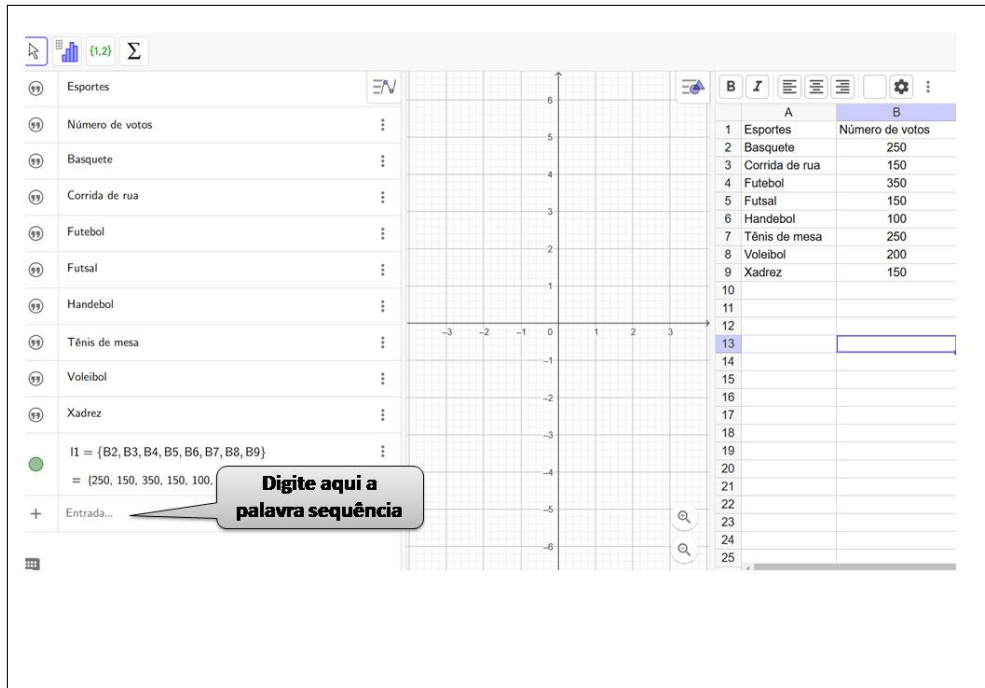 {1,2} Σ
Esportes
Número de votos
Basquete
Corrida de rua
Futebol
Futsal
Handebol
Tênis de mesa
Voleibol
Xadrez
l1 = {B2, B3, B4, B5, B6, B7, B8, B9}
= {250, 150, 350, 150, 100,
Entrada...
Digite aqui a
palavra sequência
6
5
4
3
2
1
−3 −2 −1 0 1 2 3
−1
−2
−3
−4
−5
−6
B I
A B
1 Esportes Número de votos
2 Basquete 250
3 Corrida de rua 150
4 Futebol 350
5 Futsal 150
6 Handebol 100
7 Tênis de mesa 250
8 Voleibol 200
9 Xadrez 150
10
11
12
13
14
15
16
17
18
19
20
21
22
23
24
25